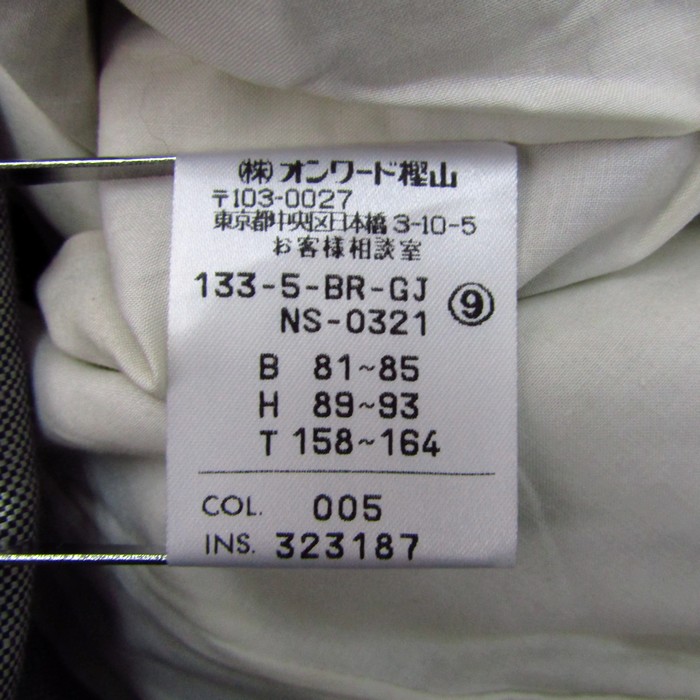 (株)オンワード樫山
〒103-0027
東京都中央区日本橋3-10-5
お客様相談室
133-5-BR-GJ ⑨
NS-0321
B 81~85
H 89~93
T 158~164
COL. 005
INS. 323187